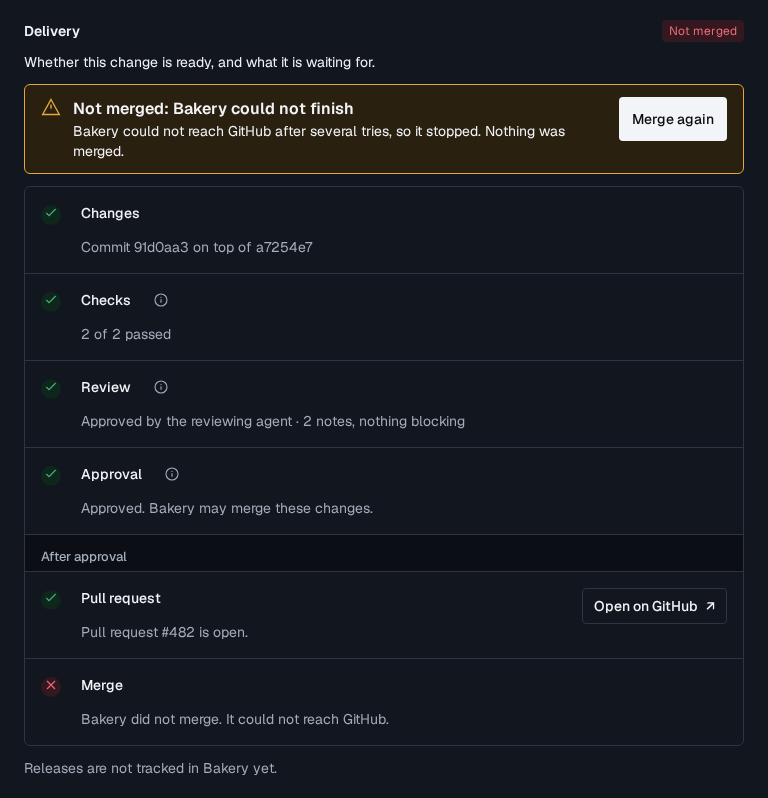 Delivery
Not merged
Whether this change is ready, and what it is waiting for.
Not merged: Bakery could not finish
Bakery could not reach GitHub after several tries, so it stopped. Nothing was
merged.
Merge again
Changes
Commit 91d0aa3 on top of a7254e7
Checks
2 of 2 passed
Review
Approved by the reviewing agent · 2 notes, nothing blocking
Approval
Approved. Bakery may merge these changes.
After approval
Pull request
Open on GitHub
Pull request #482 is open.
Merge
Bakery did not merge. It could not reach GitHub.
Releases are not tracked in Bakery yet.